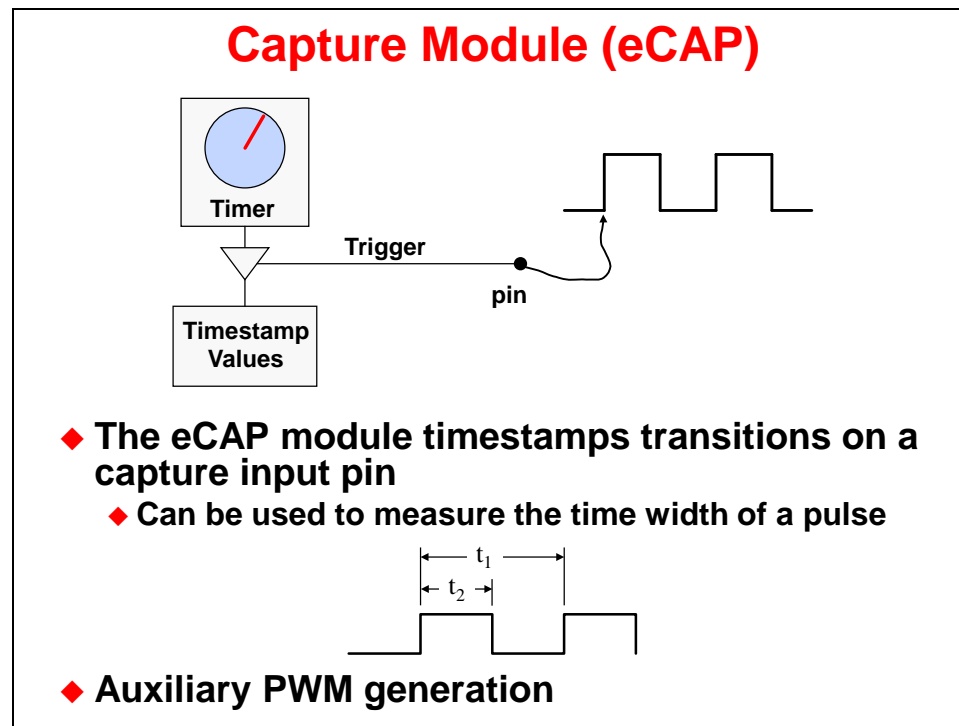 Capture Module (eCAP)
Timer
Trigger
pin
Timestamp
Values
◆ The eCAP module timestamps transitions on a
capture input pin
◆ Can be used to measure the time width of a pulse
t₁
t₂
◆ Auxiliary PWM generation